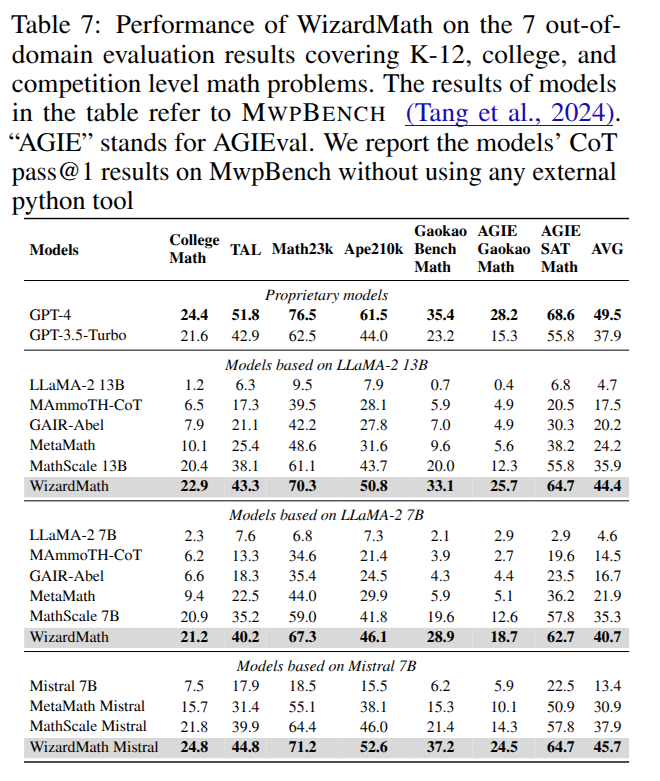 Table 7: Performance of WizardMath on the 7 out-of-
domain evaluation results covering K-12, college, and
competition level math problems. The results of models
in the table refer to MWPBENCH (Tang et al., 2024).
“AGIE” stands for AGIEval. We report the models’ CoT
pass@1 results on MwpBench without using any external
python tool
Models College Math TAL Math23k Ape210k Gaokao Bench Math AGIE Gaokao Math AGIE SAT Math AVG
Proprietary models
GPT-4 24.4 51.8 76.5 61.5 35.4 28.2 68.6 49.5
GPT-3.5-Turbo 21.6 42.9 62.5 44.0 23.2 15.3 55.8 37.9
Models based on LLaMA-2 13B
LLaMA-2 13B 1.2 6.3 9.5 7.9 0.7 0.4 6.8 4.7
MAmmoTH-CoT 6.5 17.3 39.5 28.1 5.9 4.9 20.5 17.5
GAIR-Abel 7.9 21.1 42.2 27.8 7.0 4.9 30.3 20.2
MetaMath 10.1 25.4 48.6 31.6 9.6 5.6 38.2 24.2
MathScale 13B 20.4 38.1 61.1 43.7 20.0 12.3 55.8 35.9
WizardMath 22.9 43.3 70.3 50.8 33.1 25.7 64.7 44.4
Models based on LLaMA-2 7B
LLaMA-2 7B 2.3 7.6 6.8 7.3 2.1 2.9 2.9 4.6
MAmmoTH-CoT 6.2 13.3 34.6 21.4 3.9 2.7 19.6 14.5
GAIR-Abel 6.6 18.3 35.4 24.5 4.3 4.4 23.5 16.7
MetaMath 9.4 22.5 44.0 29.9 5.9 5.1 36.2 21.9
MathScale 7B 20.9 35.2 59.0 41.8 19.6 12.6 57.8 35.3
WizardMath 21.2 40.2 67.3 46.1 28.9 18.7 62.7 40.7
Models based on Mistral 7B
Mistral 7B 7.5 17.9 18.5 15.5 6.2 5.9 22.5 13.4
MetaMath Mistral 15.7 31.4 55.1 38.1 15.3 10.1 50.9 30.9
MathScale Mistral 21.8 39.9 64.4 46.0 21.4 14.3 57.8 37.9
WizardMath Mistral 24.8 44.8 71.2 52.6 37.2 24.5 64.7 45.7